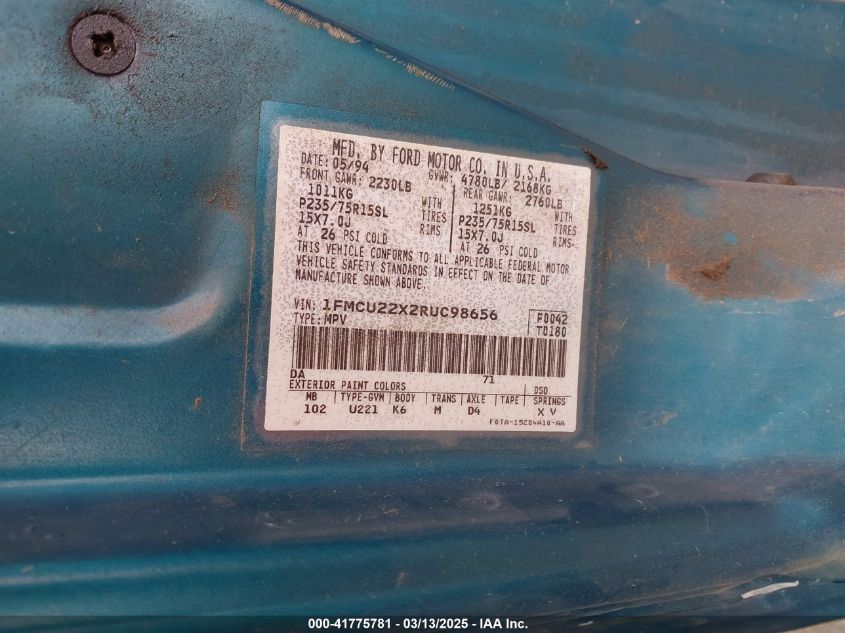 MFD. BY FORD MOTOR CO. IN U.S.A.
DATE: 05/94 GVWR: 4780LB/ 2168KG
FRONT GAWR: 2230LB REAR GAWR: 2760LB
1011KG WITH 1251KG WITH
P235/75R15SL TIRES P235/75R15SL TIRES
15X7.0J RIMS 15X7.0J RIMS
AT 26 PSI COLD AT 26 PSI COLD
THIS VEHICLE CONFORMS TO ALL APPLICABLE FEDERAL MOTOR
VEHICLE SAFETY STANDARDS IN EFFECT ON THE DATE OF
MANUFACTURE SHOWN ABOVE.
VIN: 1FMCU22X2RUC98656 F0042
TYPE: MPV T0180
DA 71
EXTERIOR PAINT COLORS DSO
MB TYPE-GVM BODY TRANS AXLE TAPE SPRINGS
102 U221 K6 M D4 X V
F0TA-15204A10-AA
000-41775781 - 03/13/2025 - IAA Inc.